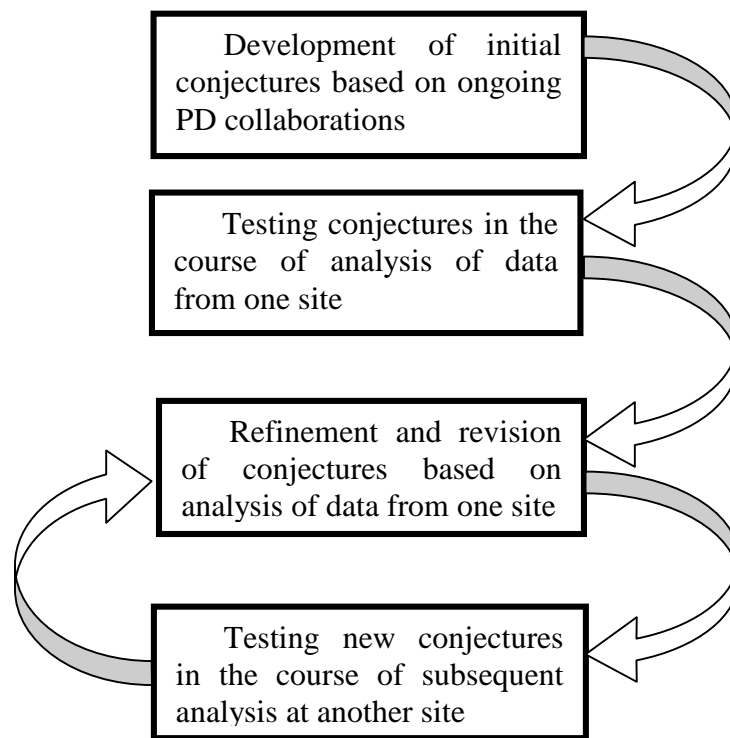 Development of initial
conjectures based on ongoing
PD collaborations
Testing conjectures in the
course of analysis of data
from one site
Refinement and revision
of conjectures based on
analysis of data from one site
Testing new conjectures
in the course of subsequent
analysis at another site